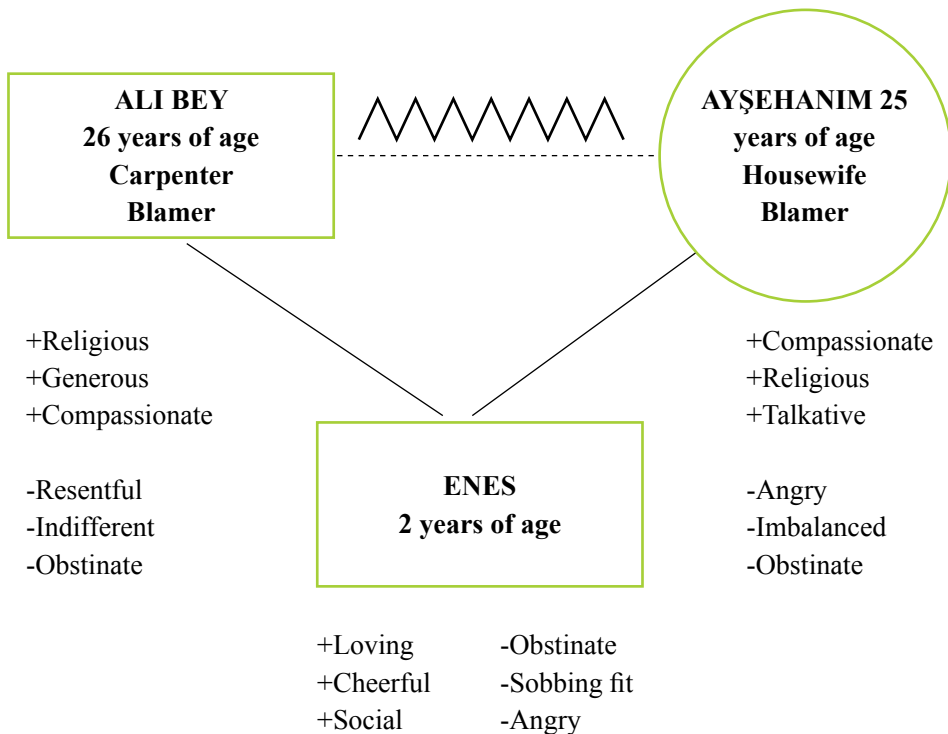 ALI BEY
26 years of age
Carpenter
Blamer
AYŞEHANIM 25
years of age
Housewife
Blamer
+Religious
+Generous
+Compassionate
-Resentful
-Indifferent
-Obstinate
+Compassionate
+Religious
+Talkative
-Angry
-Imbalanced
-Obstinate
ENES
2 years of age
+Loving
+Cheerful
+Social
-Obstinate
-Sobbing fit
-Angry